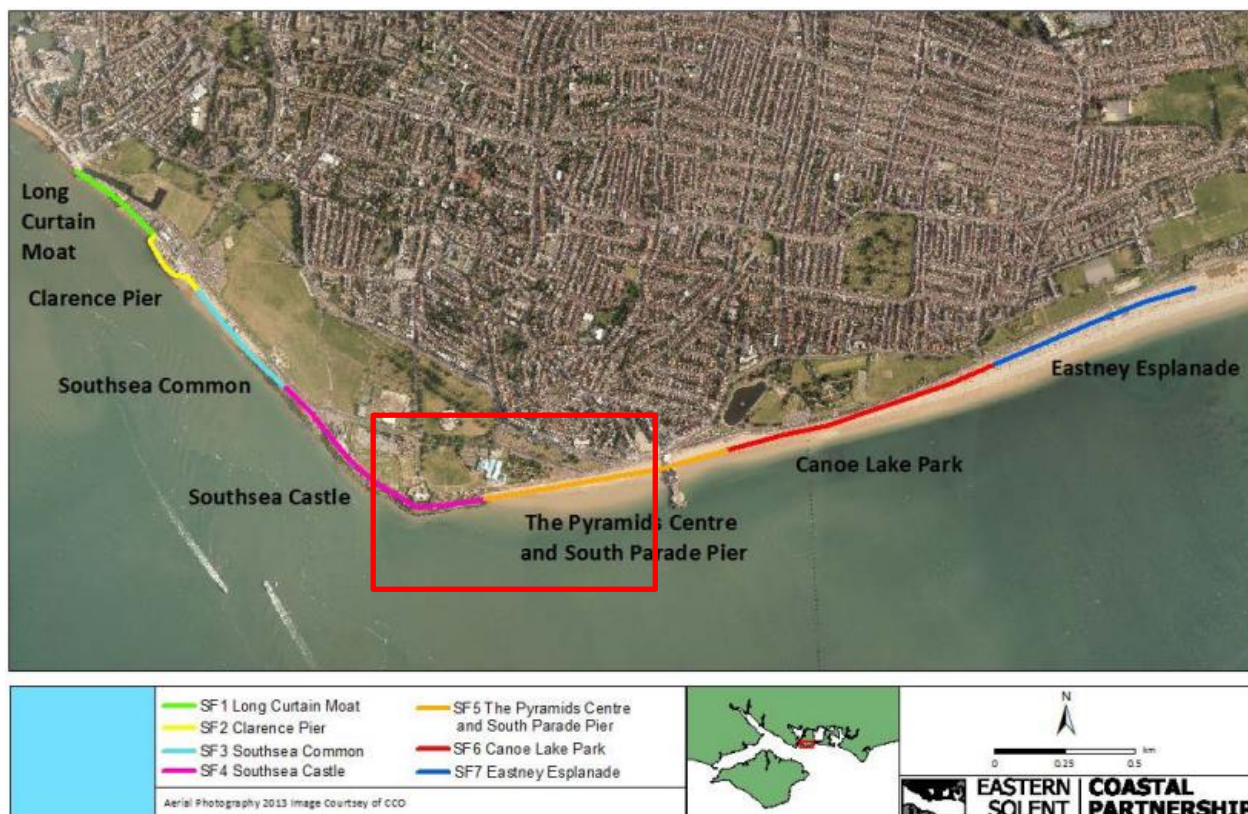 Long
Curtain
Moat
Clarence Pier
Southsea Common
Southsea Castle
The Pyramids Centre
and South Parade Pier
Canoe Lake Park
Eastney Esplanade
SF1 Long Curtain Moat
SF2 Clarence Pier
SF3 Southsea Common
SF4 Southsea Castle
SF5 The Pyramids Centre
and South Parade Pier
SF6 Canoe Lake Park
SF7 Eastney Esplanade
Aerial Photography 2013 Image Courtsey of CCO
N
km
0 0.25 0.5
EASTERN COASTAL
SOLENT PARTNERSHIP